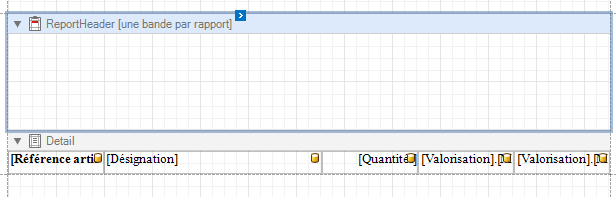 ReportHeader [une bande par rapport]
Detail
[Référence arti [Désignation] [Quantité] [Valorisation].[ [Valorisation].[